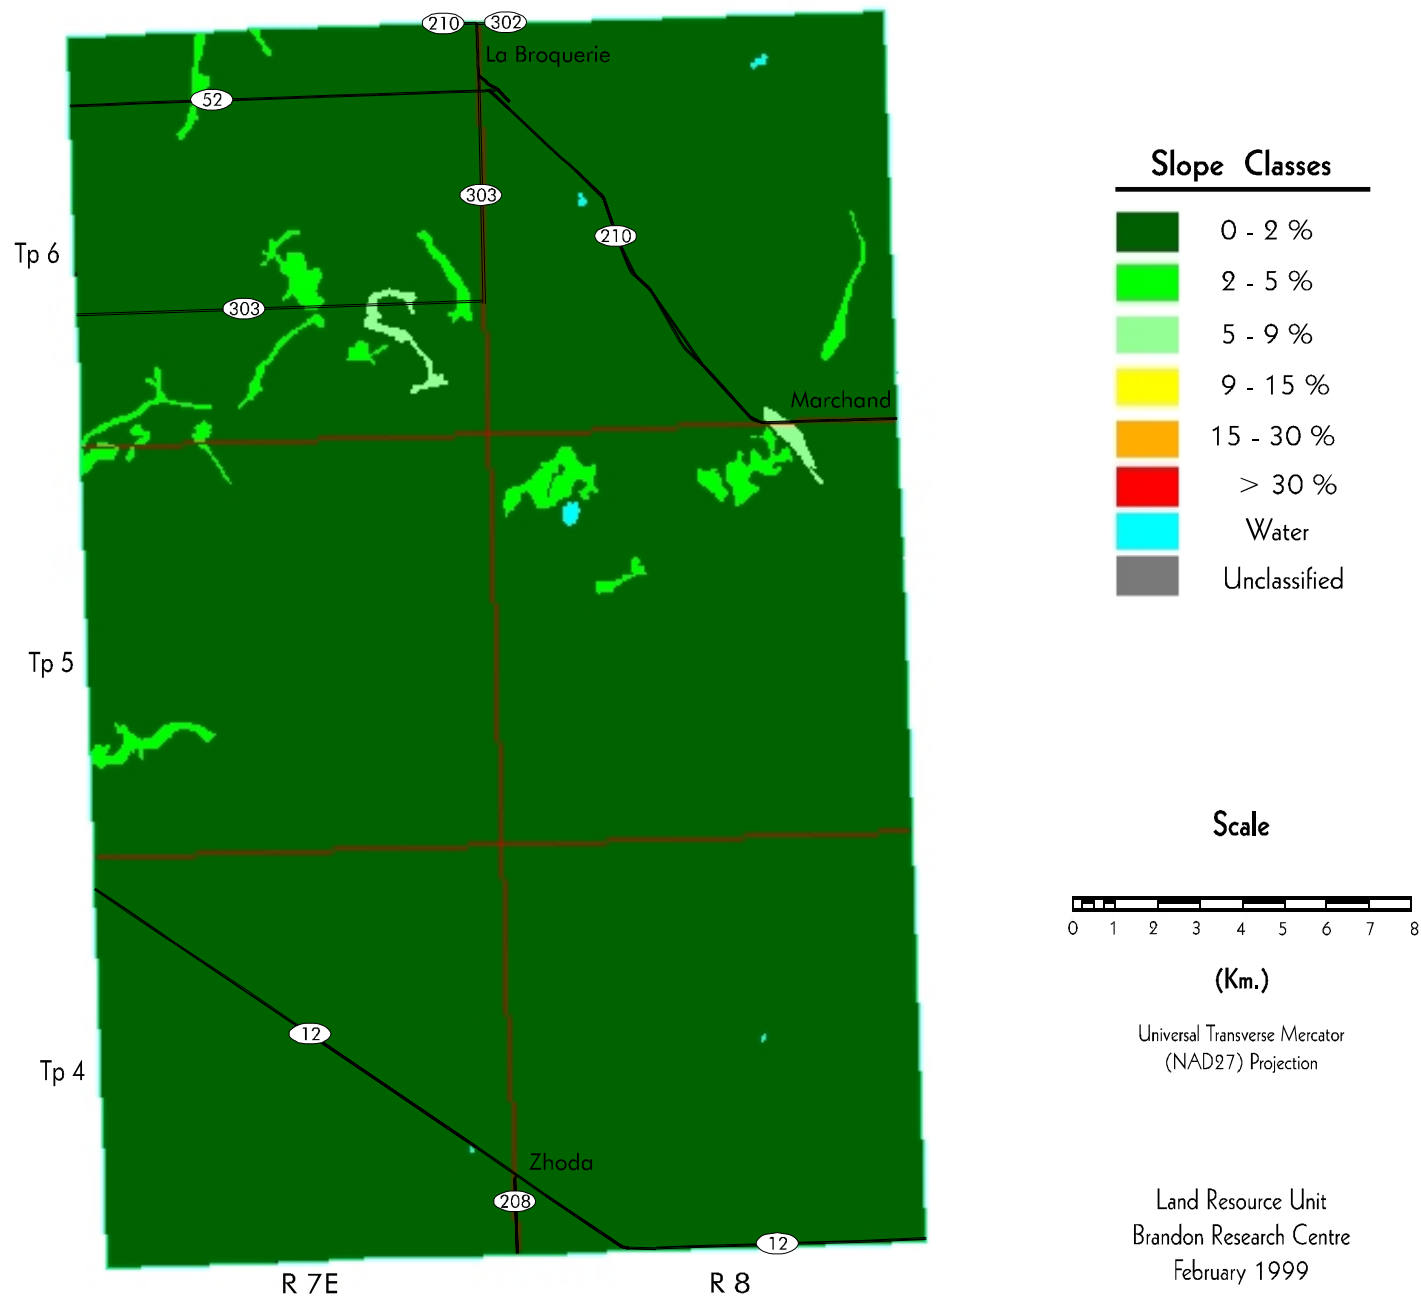 210 302
La Broquerie
52
303
210
Tp 6
303
Marchand
Tp 5
12
Tp 4
Zhoda
208
12
R 7E R 8
Slope Classes
0 - 2 %
2 - 5 %
5 - 9 %
9 - 15 %
15 - 30 %
> 30 %
Water
Unclassified
Scale
0 1 2 3 4 5 6 7 8
(Km.)
Universal Transverse Mercator
(NAD27) Projection
Land Resource Unit
Brandon Research Centre
February 1999